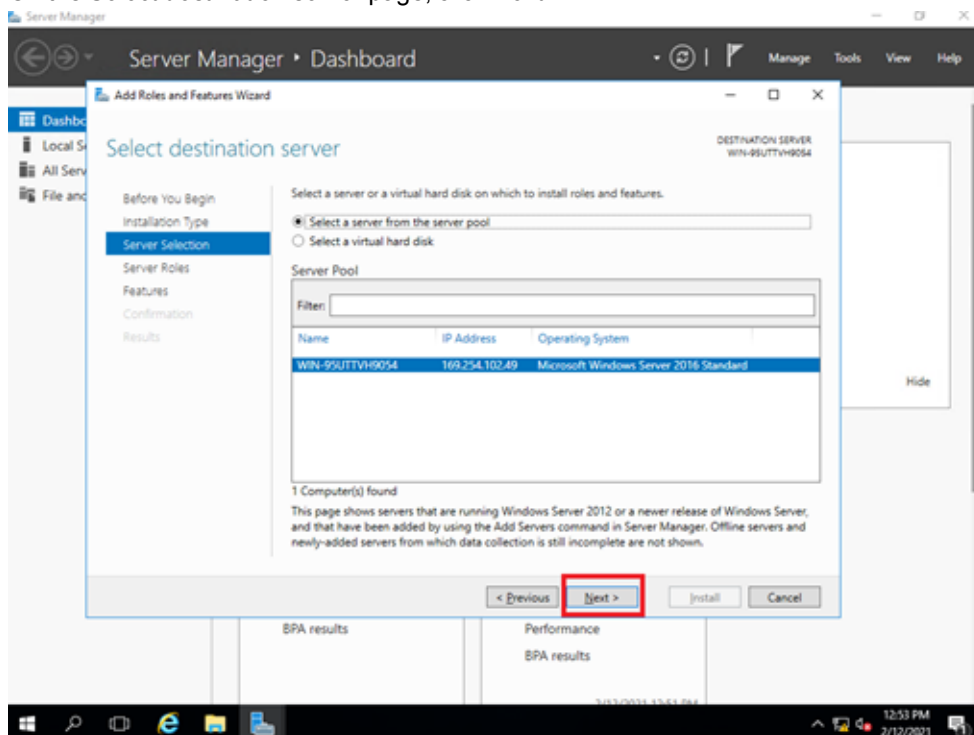 Server Manager
Server Manager • Dashboard
Manage Tools View Help
Add Roles and Features Wizard
Dashbo
Local S
All Serv
File and
Select destination server
DESTINATION SERVER
WIN-95UTTVH9054
Before You Begin
Installation Type
Server Selection
Server Roles
Features
Confirmation
Results
Select a server or a virtual hard disk on which to install roles and features.
Select a server from the server pool
Select a virtual hard disk
Server Pool
Filter:
Name IP Address Operating System
WIN-95UTTVH9054 169.254.102.49 Microsoft Windows Server 2016 Standard
1 Computer(s) found
This page shows servers that are running Windows Server 2012 or a newer release of Windows Server,
and that have been added by using the Add Servers command in Server Manager. Offline servers and
newly-added servers from which data collection is still incomplete are not shown.
< Previous Next > Install Cancel
Hide
BPA results
Performance
BPA results
12:53 PM
2/12/2021